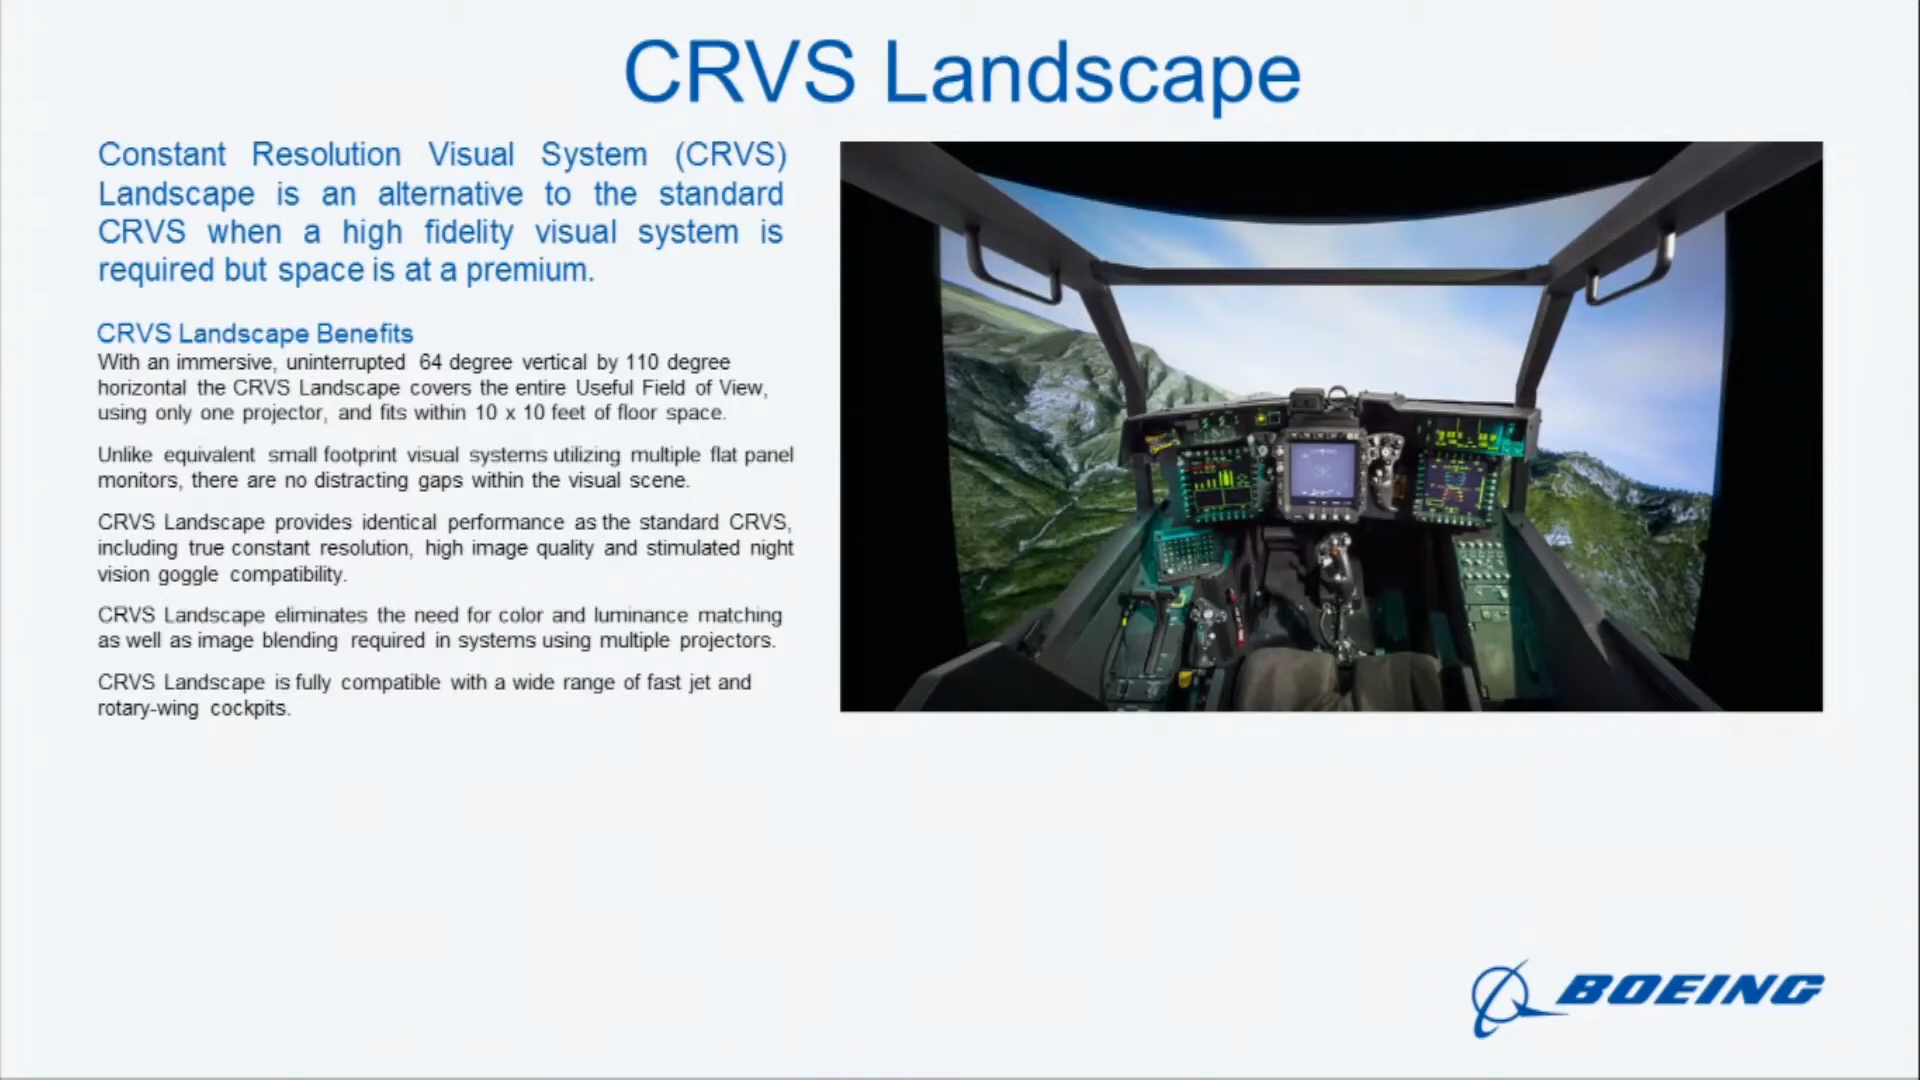 CRVS Landscape
Constant Resolution Visual System (CRVS)
Landscape is an alternative to the standard
CRVS when a high fidelity visual system is
required but space is at a premium.
CRVS Landscape Benefits
With an immersive, uninterrupted 64 degree vertical by 110 degree
horizontal the CRVS Landscape covers the entire Useful Field of View,
using only one projector, and fits within 10 x 10 feet of floor space.
Unlike equivalent small footprint visual systems utilizing multiple flat panel
monitors, there are no distracting gaps within the visual scene.
CRVS Landscape provides identical performance as the standard CRVS,
including true constant resolution, high image quality and stimulated night
vision goggle compatibility.
CRVS Landscape eliminates the need for color and luminance matching
as well as image blending required in systems using multiple projectors.
CRVS Landscape is fully compatible with a wide range of fast jet and
rotary-wing cockpits.
BOEING